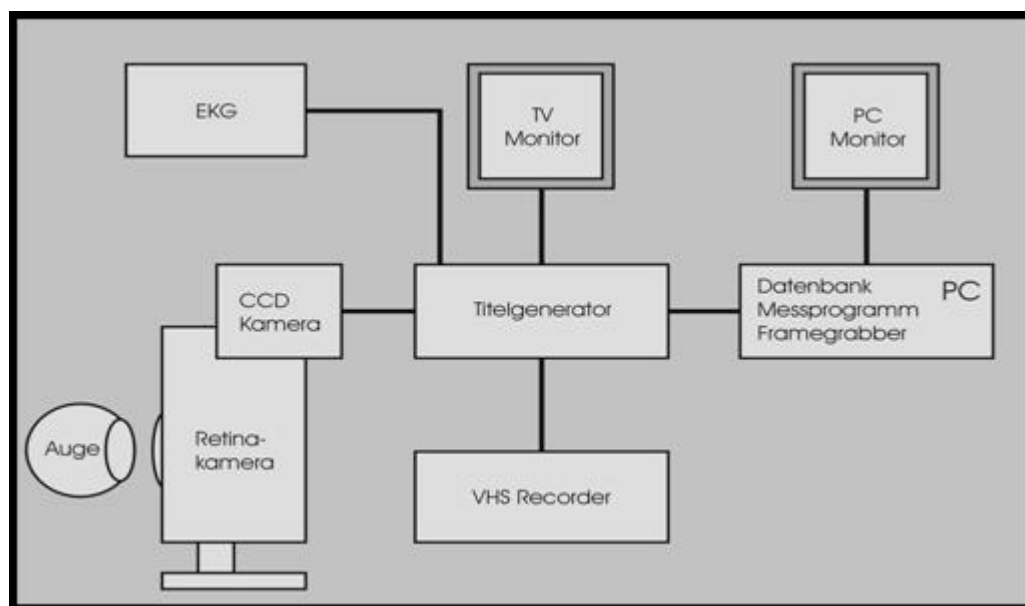 EKG
TV
Monitor
PC
Monitor
CCD
Kamera
Titelgenerator
Datenbank
Messprogramm
Framegrabber
PC
Auge
Retina-
kamera
VHS Recorder